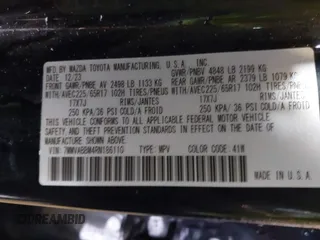 MFD. BY: MAZDA TOYOTA MANUFACTURING, U.S.A. INC.
DATE: 12/23 GVWR/PNBV 4848 LB 2199 KG
FRONT GAWR/PNBE AV 2498 LB 1133 KG REAR GAWR/PNBE AR 2379 LB 1079 KG
WITH/AVEC225/65R17 102H TIRES/PNEUS WITH/AVEC225/65R17 102H TIRES/PNEUS
17X7J RIMS/JANTES 17X7J RIMS/JANTES
250 KPA/36 PSI COLD/FROID 250 KPA/36 PSI COLD/FROID
THIS VEHICLE CONFORMS TO ALL APPLICABLE FEDERAL MOTOR
VEHICLE SAFETY, BUMPER, AND THEFT PREVENTION STANDARDS
IN EFFECT ON THE DATE OF MANUFACTURE SHOWN ABOVE.
TYPE: MPV COLOR: 41W